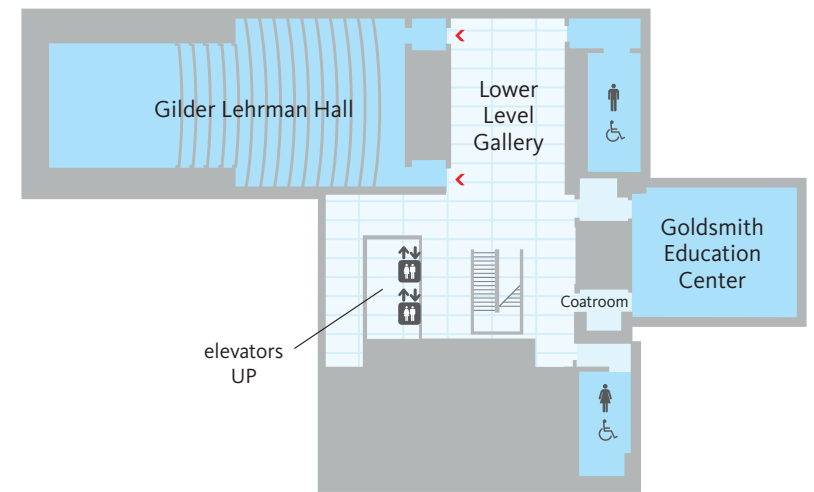 Gilder Lehrman Hall
Lower
Level
Gallery
Goldsmith
Education
Center
Coatroom
elevators
UP